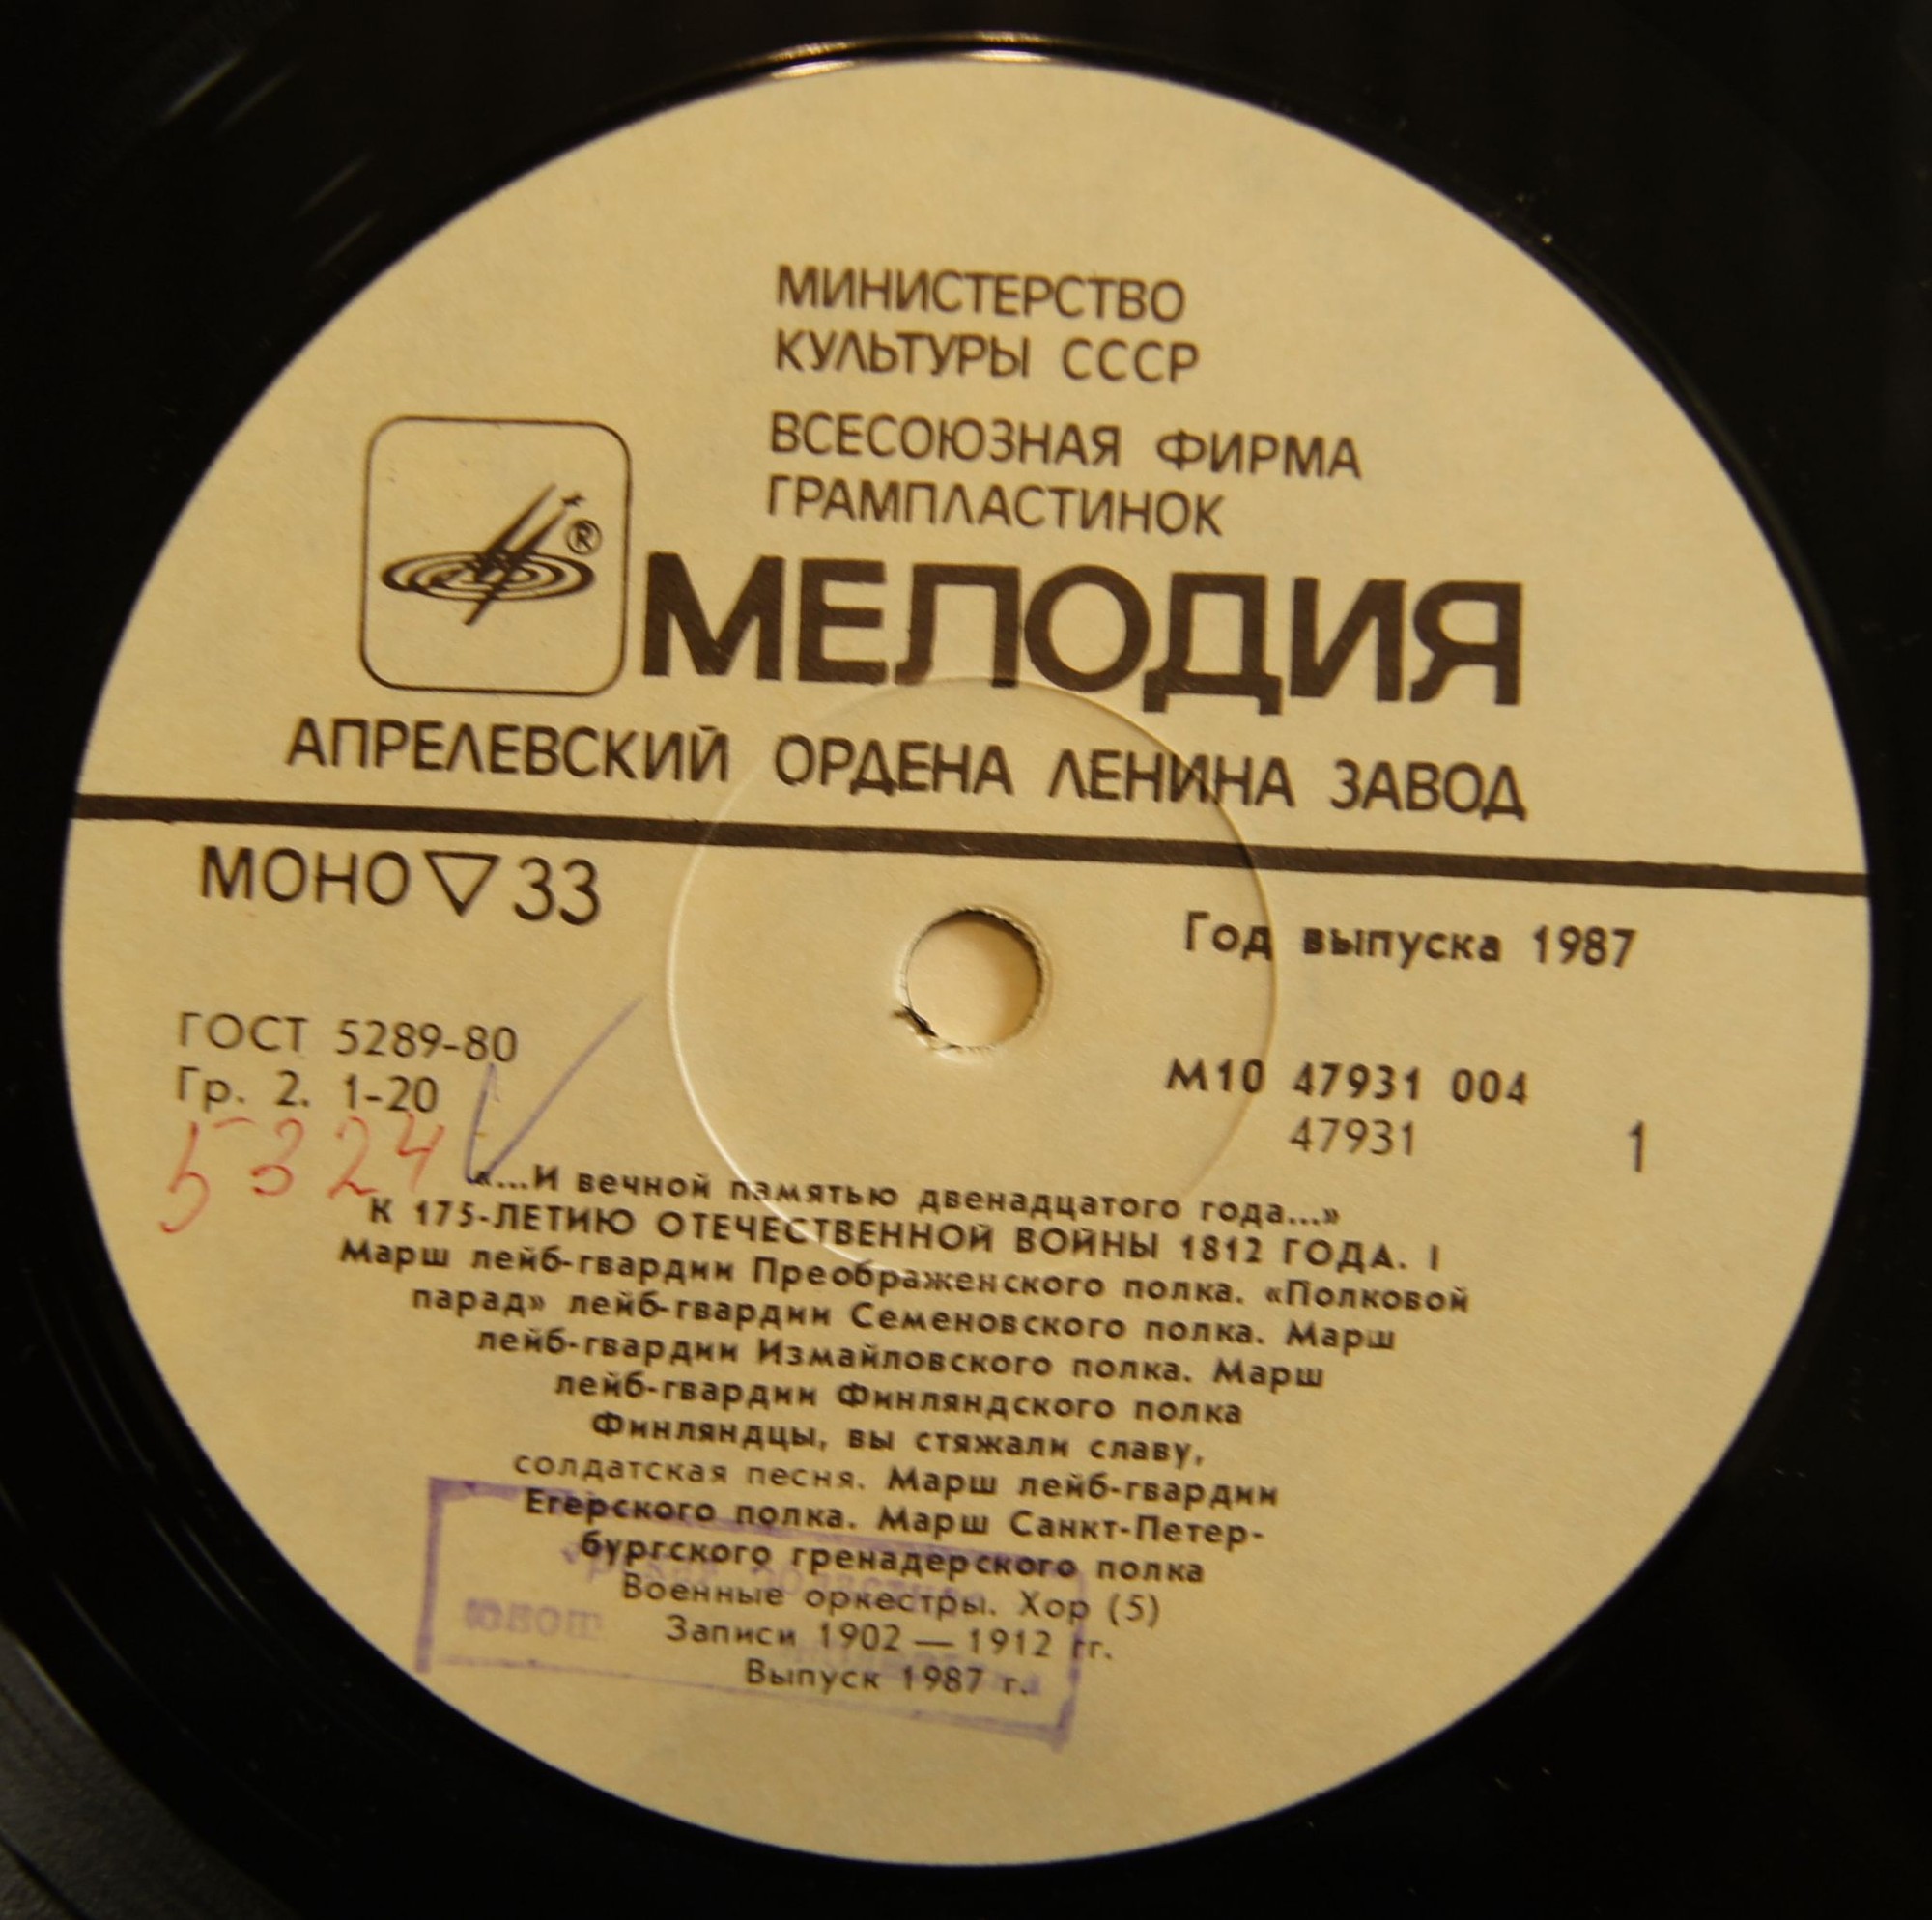 МИНИСТЕРСТВО
КУЛЬТУРЫ СССР
ВСЕСОЮЗНАЯ ФИРМА
ГРАМПЛАСТИНОК
®
МЕЛОДИЯ
АПРЕЛЕВСКИЙ ОРДЕНА ЛЕНИНА ЗАВОД
МОНО ▽ 33
Год выпуска 1987
ГОСТ 5289-80
Гр. 2. 1-20
5324
М10 47931 004
47931
1
«...И вечной памятью двенадцатого года...»
К 175-ЛЕТИЮ ОТЕЧЕСТВЕННОЙ ВОЙНЫ 1812 ГОДА. I
Марш лейб-гвардии Преображенского полка. «Полковой
парад» лейб-гвардии Семеновского полка. Марш
лейб-гвардии Измайловского полка. Марш
лейб-гвардии Финляндского полка
Финляндцы, вы стяжали славу,
солдатская песня. Марш лейб-гвардии
Егерского полка. Марш Санкт-Петер-
бургского гренадерского полка
Военные оркестры. Хор (5)
Записи 1902 — 1912 гг.
Выпуск 1987 г.